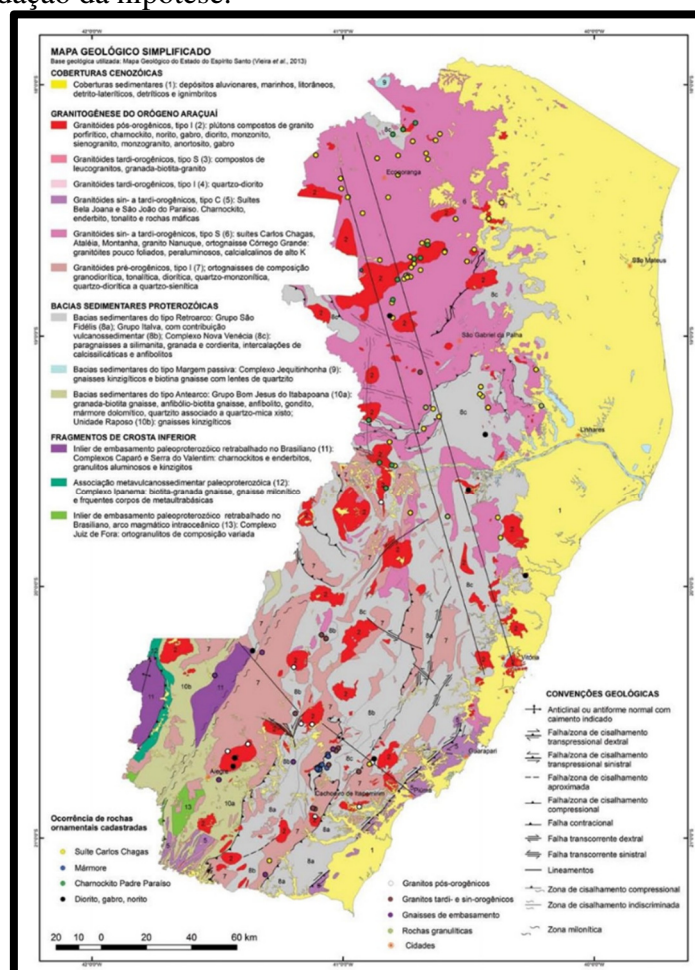 dação da hipótese.
MAPA GEOLÓGICO SIMPLIFICADO
Base geológica utilizada: Mapa Geológico do Estado do Espírito Santo (Vieira et al., 2013)
COBERTURAS CENOZÓICAS
Coberturas sedimentares (1): depósitos aluvionares, marinhos, litorâneos,
detrito-lateríticos, detríticos e ignimbritos
GRANITOGÊNESE DO ORÓGENO ARAÇUAÍ
Granitóides pós-orogênicos, tipo I (2): plútons compostos de granito
porfirítico, charnockito, norito, gabro, diorito, monzonito,
sienogranito, monzogranito, anortosito, gabro
Granitóides tardi-orogênicos, tipo S (3): compostos de
leucogranitos, granada-biotita-granito
Granitóides tardi-orogênicos, tipo I (4): quartzo-diorito
Granitóides sin- a tardi-orogênicos, tipo C (5): Suítes
Bela Joana e São João do Paraiso. Charnockito,
enderbito, tonalito e rochas máficas
Granitóides sin- a tardi-orogênicos, tipo S (6): suítes Carlos Chagas,
Ataléia, Montanha, granito Nanuque, ortognaisse Córrego Grande:
granitóites pouco foliados, peraluminosos, calcialcalinos de alto K
Granitóides pré-orogênicos, tipo I (7): ortognaisses de composição
granodiorítica, tonalítica, diorítica, quartzo-monzonítica,
quartzo-diorítica a quartzo-sienítica
BACIAS SEDIMENTARES PROTEROZÓICAS
Bacias sedimentares do tipo Retroarco: Grupo São
Fidélis (8a); Grupo Italva, com contribuição
vulcanossedimentar (8b); Complexo Nova Venécia (8c):
paragnaisses a silimanita, granada e cordierita, intercalações de
calcissilicáticas e anfibolitos
Bacias sedimentares do tipo Margem passiva: Complexo Jequitinhonha (9):
gnaisses kinzigíticos e biotina gnaisse com lentes de quartzito
Bacias sedimentares do tipo Antearco: Grupo Bom Jesus do Itabapoana (10a):
granada-biotita gnaisse, anfibólio-biotita gnaisse, anfibolito, gondito,
mármore dolomítico, quartzito associado a quartzo-mica xisto;
Unidade Raposo (10b): gnaisses kinzigíticos
FRAGMENTOS DE CROSTA INFERIOR
Inlier de embasamento paleoproterozóico retrabalhado no Brasiliano (11):
Complexos Caparó e Serra do Valentim: charnockitos e enderbitos,
granulitos aluminosos e kinzigitos
Associação metavulcanossedimentar paleoproterozóica (12):
Complexo Ipanema: biotita-granada gnaisse, gnaisse milonítico
e frquentes corpos de metaultrabásicas
Inlier de embasamento paleoproterozóico retrabalhado no
Brasiliano, arco magmático intraoceânico (13): Complexo
Juiz de Fora: ortogranulitos de composição variada
Ecoporanga
São Mateus
São Gabriel da Palha
Linhares
Vitória
Guarapari
Alegre
Cachoeiro de Itapemirim
Ocorrência de rochas
ornamentais cadastradas
Suíte Carlos Chagas
Mármore
Charnockito Padre Paraíso
Diorito, gabro, norito
20 10 0 20 40 60 km
Granitos pós-orogênicos
Granitos tardi- e sin-orogênicos
Gnaisses de embasamento
Rochas granulíticas
Cidades
CONVENÇÕES GEOLÓGICAS
Anticlinal ou antiforme normal com
caimento indicado
Falha/zona de cisalhamento
transpressional dextral
Falha/zona de cisalhamento
transpressional sinistral
Falha/zona de cisalhamento
aproximada
Falha/zona de cisalhamento
compressional
Falha contracional
Falha transcorrente dextral
Falha transcorrente sinistral
Lineamentos
Zona de cisalhamento compressional
Zona de cisalhamento indiscriminada
Zona milonítica